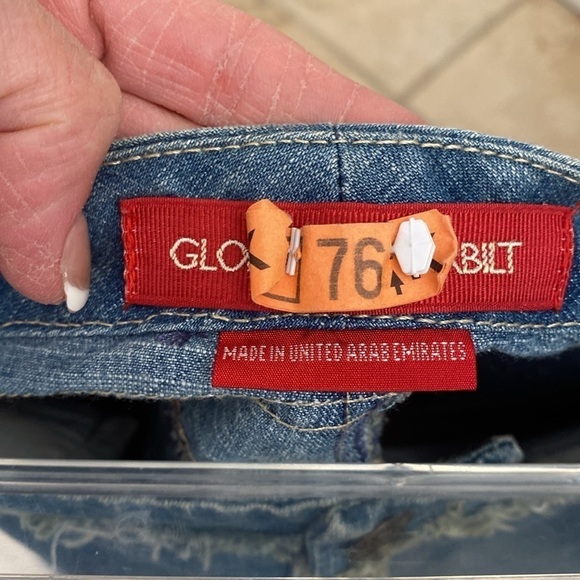 GLO 76 RBILT
MADE IN UNITED ARAB EMIRATES